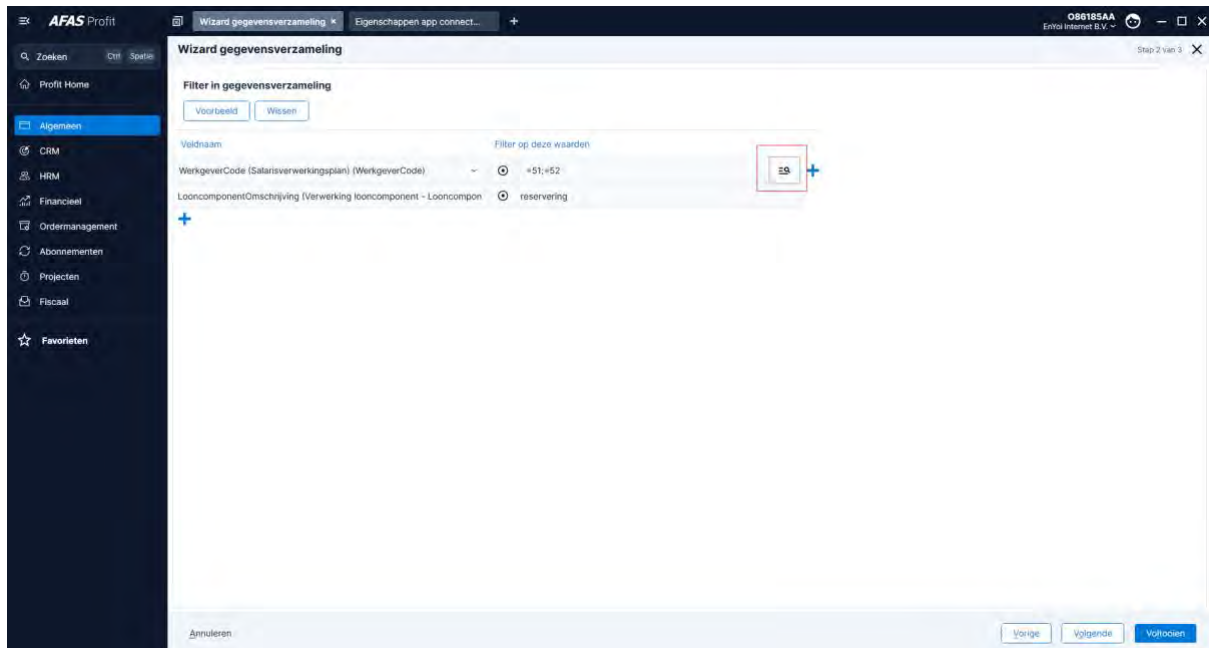 AFAS Profit
Wizard gegevensverzameling ×
Eigenschappen app connect...
+
O86185AA
EnYoi Internet B.V.
Zoeken Ctrl Spatie
Wizard gegevensverzameling
Stap 2 van 3
Profit Home
Filter in gegevensverzameling
Voorbeeld
Wissen
Algemeen
Veldnaam
Filter op deze waarden
CRM
WerkgeverCode (Salarisverwerkingsplan) (WerkgeverCode)
=51;=52
HRM
LooncomponentOmschrijving (Verwerking looncomponent - Looncompon
reservering
Financieel
Ordermanagement
Abonnementen
Projecten
Fiscaal
Favorieten
Annuleren
Vorige
Volgende
Voltooien